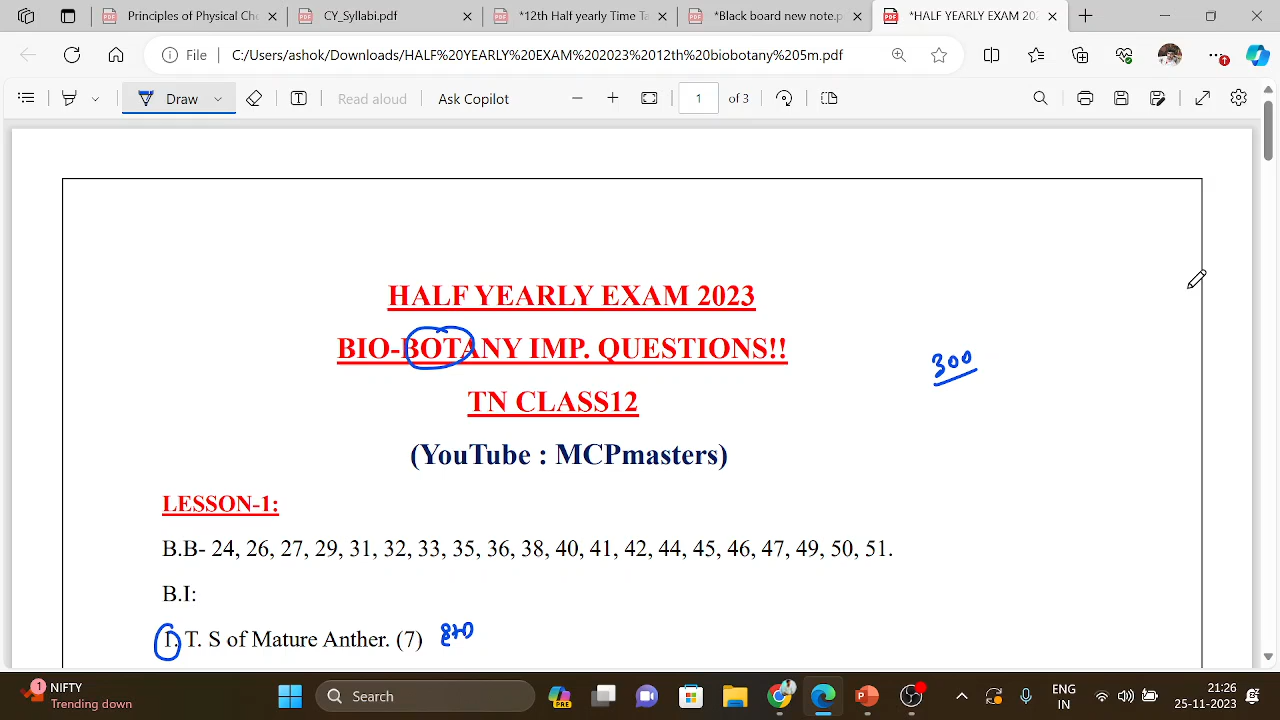 Principles of Physical Che
CY_Syllabi.pdf
*12th Half yearly Time Ta
*Black board new note.p
*HALF YEARLY EXAM 202
File
C:/Users/ashok/Downloads/HALF%20YEARLY%20EXAM%202023%2012th%20biobotany%205m.pdf
Draw
Read aloud
Ask Copilot
1
of 3
HALF YEARLY EXAM 2023
BIO-BOTANY IMP. QUESTIONS!!
300
TN CLASS12
(YouTube : MCPmasters)
LESSON-1:
B.B- 24, 26, 27, 29, 31, 32, 33, 35, 36, 38, 40, 41, 42, 44, 45, 46, 47, 49, 50, 51.
B.I:
1. T. S of Mature Anther. (7)
1
NIFTY
Trending down
Search
PRE
ENG
IN
21:26
25-11-2023